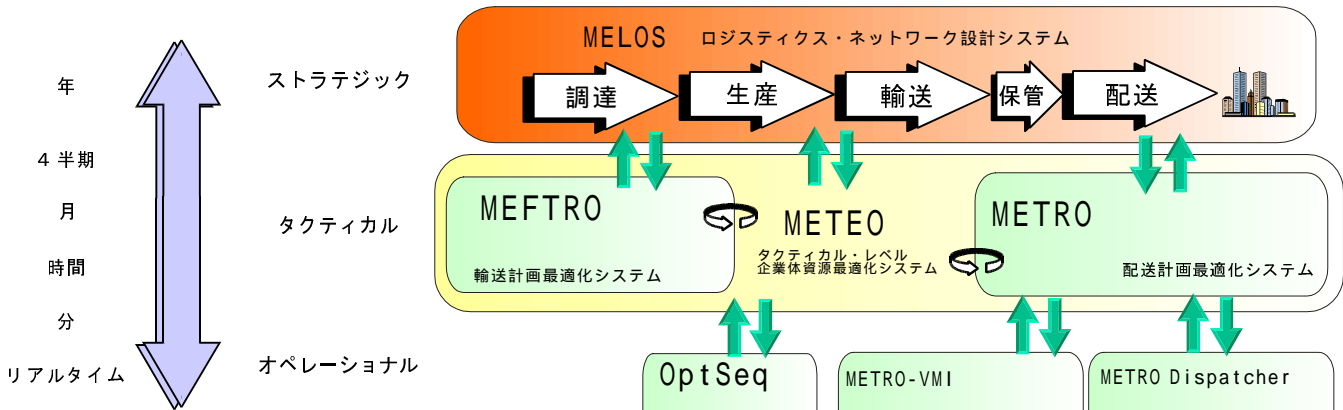 MELOS ロジスティクス・ネットワーク設計システム
年
ストラテジック
調達 生産 輸送 保管 配送
４半期
月
タクティカル
MEFTRO
輸送計画最適化システム
METEO
タクティカル・レベル
企業体資源最適化システム
METRO
配送計画最適化システム
時間
分
リアルタイム
オペレーショナル
OptSeq
METRO-VMI
METRO Dispatcher